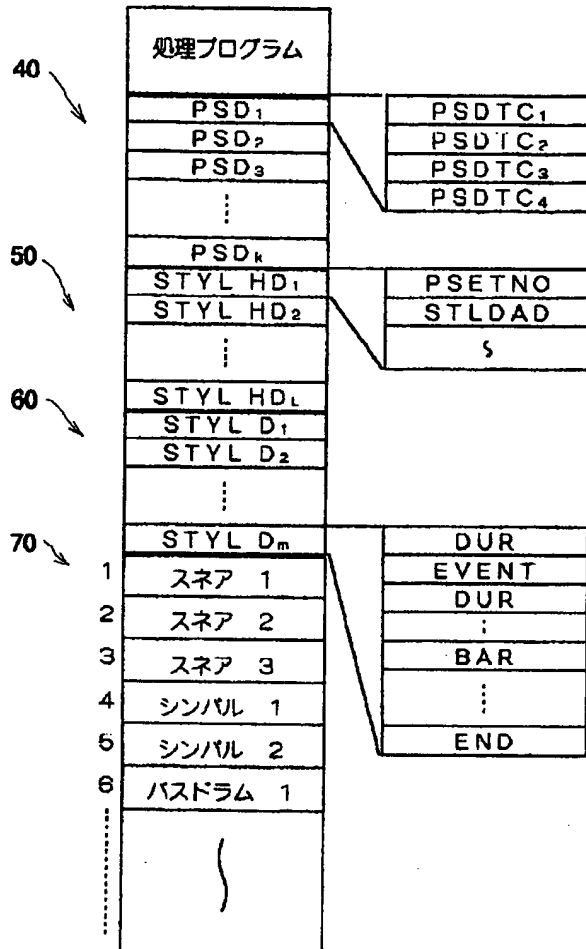 処理プログラム
40
PSD₁
PSD₂
PSD₃
PSDₖ
PSDTC₁
PSDTC₂
PSDTC₃
PSDTC₄
50
STYL HD₁
STYL HD₂
STYL HDL
PSETNO
STLDAD
60
STYL D₁
STYL D₂
STYL Dₘ
DUR
EVENT
DUR
BAR
END
70
1 スネア 1
2 スネア 2
3 スネア 3
4 シンバル 1
5 シンバル 2
6 バスドラム 1